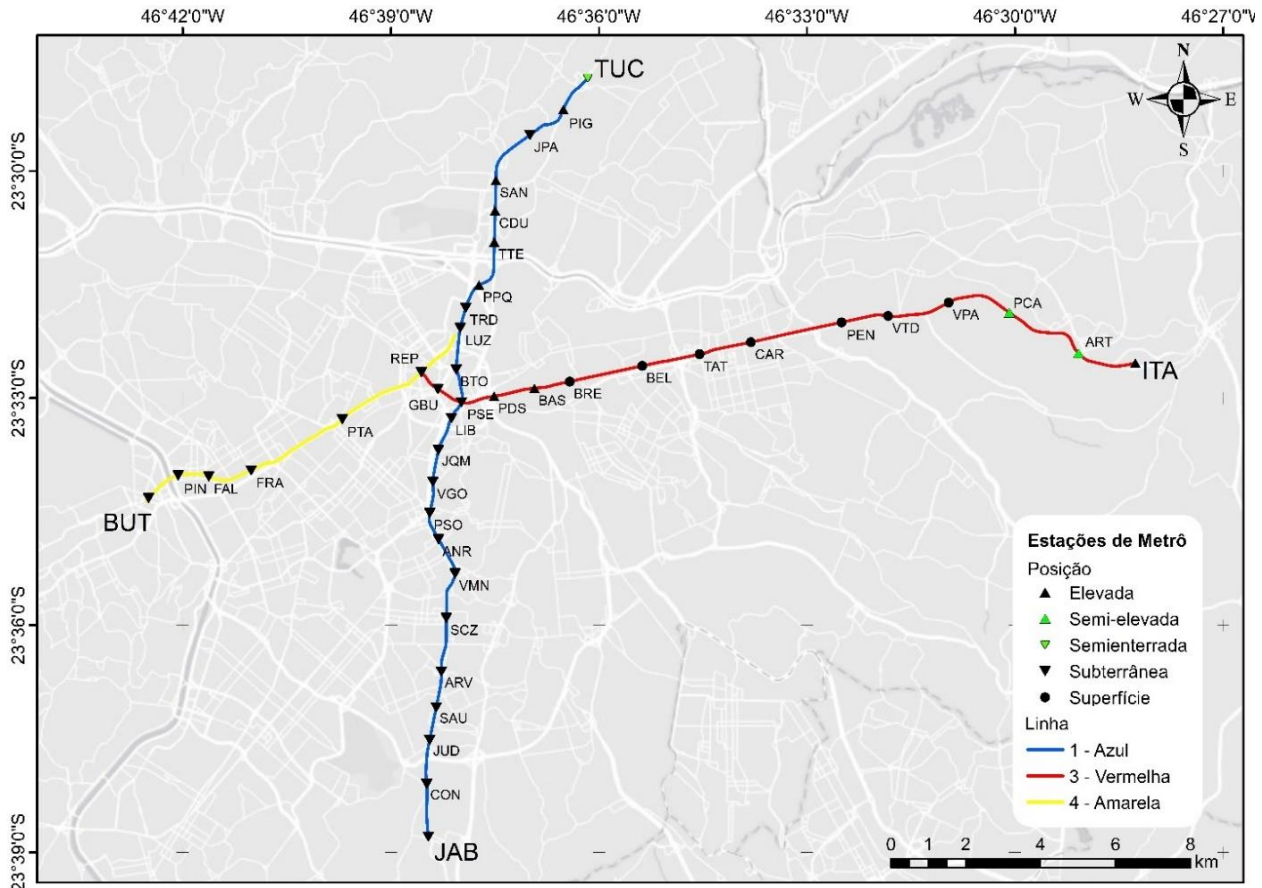 46°42'0"W
46°39'0"W
46°36'0"W
46°33'0"W
46°30'0"W
46°27'0"W
N
W
E
S
23°30'0"S
23°33'0"S
23°36'0"S
23°39'0"S
TUC
PIG
JPA
SAN
CDU
TTE
PPQ
TRD
LUZ
REP
BTO
GBU
PSE
PDS
BAS
BRE
BEL
TAT
CAR
PEN
VTD
VPA
PCA
ART
ITA
LIB
PTA
JQM
FRA
FAL
PIN
BUT
VGO
PSO
ANR
VMN
SCZ
ARV
SAU
JUD
CON
JAB
Estações de Metrô
Posição
Elevada
Semi-elevada
Semienterrada
Subterrânea
Superfície
Linha
1 - Azul
3 - Vermelha
4 - Amarela
0 1 2 4 6 8
km